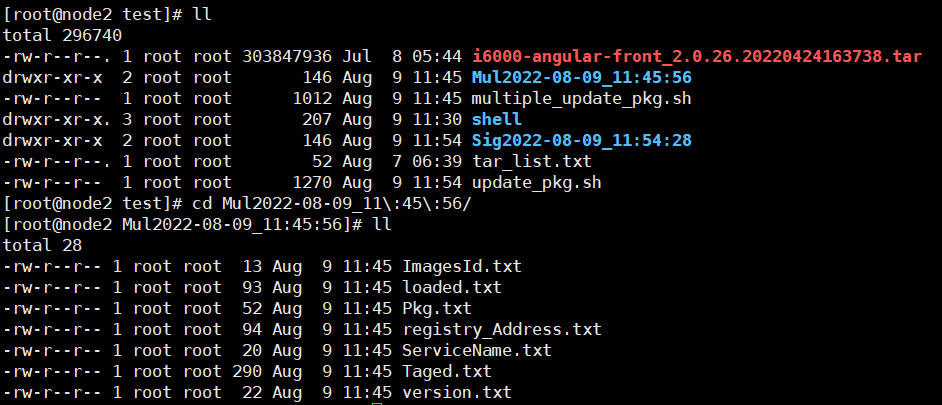 [root@node2 test]# ll
total 296740
-rw-r--r--. 1 root root 303847936 Jul  8 05:44 i6000-angular-front_2.0.26.20220424163738.tar
drwxr-xr-x  2 root root       146 Aug  9 11:45 Mul2022-08-09_11:45:56
-rw-r--r--  1 root root      1012 Aug  9 11:45 multiple_update_pkg.sh
drwxr-xr-x. 3 root root       207 Aug  9 11:30 shell
drwxr-xr-x  2 root root       146 Aug  9 11:54 Sig2022-08-09_11:54:28
-rw-r--r--. 1 root root        52 Aug  7 06:39 tar_list.txt
-rw-r--r--  1 root root      1270 Aug  9 11:54 update_pkg.sh
[root@node2 test]# cd Mul2022-08-09_11\:45\:56/
[root@node2 Mul2022-08-09_11:45:56]# ll
total 28
-rw-r--r-- 1 root root  13 Aug  9 11:45 ImagesId.txt
-rw-r--r-- 1 root root  93 Aug  9 11:45 loaded.txt
-rw-r--r-- 1 root root  52 Aug  9 11:45 Pkg.txt
-rw-r--r-- 1 root root  94 Aug  9 11:45 registry_Address.txt
-rw-r--r-- 1 root root  20 Aug  9 11:45 ServiceName.txt
-rw-r--r-- 1 root root 290 Aug  9 11:45 Taged.txt
-rw-r--r-- 1 root root  22 Aug  9 11:45 version.txt